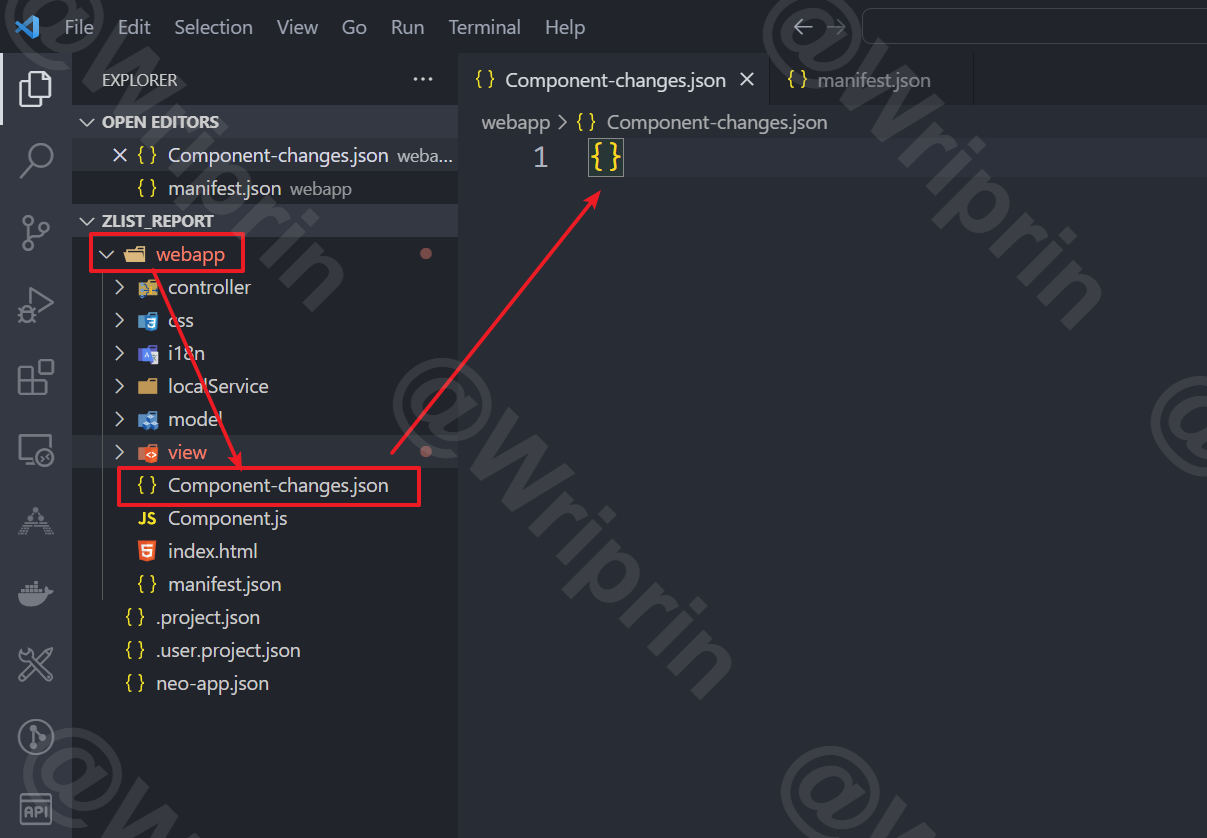 File Edit Selection View Go Run Terminal Help
EXPLORER ···
{} Component-changes.json × {} manifest.json
OPEN EDITORS
webapp > {} Component-changes.json
× {} Component-changes.json weba...
1 {}
{} manifest.json webapp
ZLIST_REPORT
webapp
controller
css
i18n
localService
model
view
{} Component-changes.json
JS Component.js
5 index.html
{} manifest.json
{} .project.json
{} .user.project.json
{} neo-app.json
API
@Wriprin
@Wriprin
@Wriprin